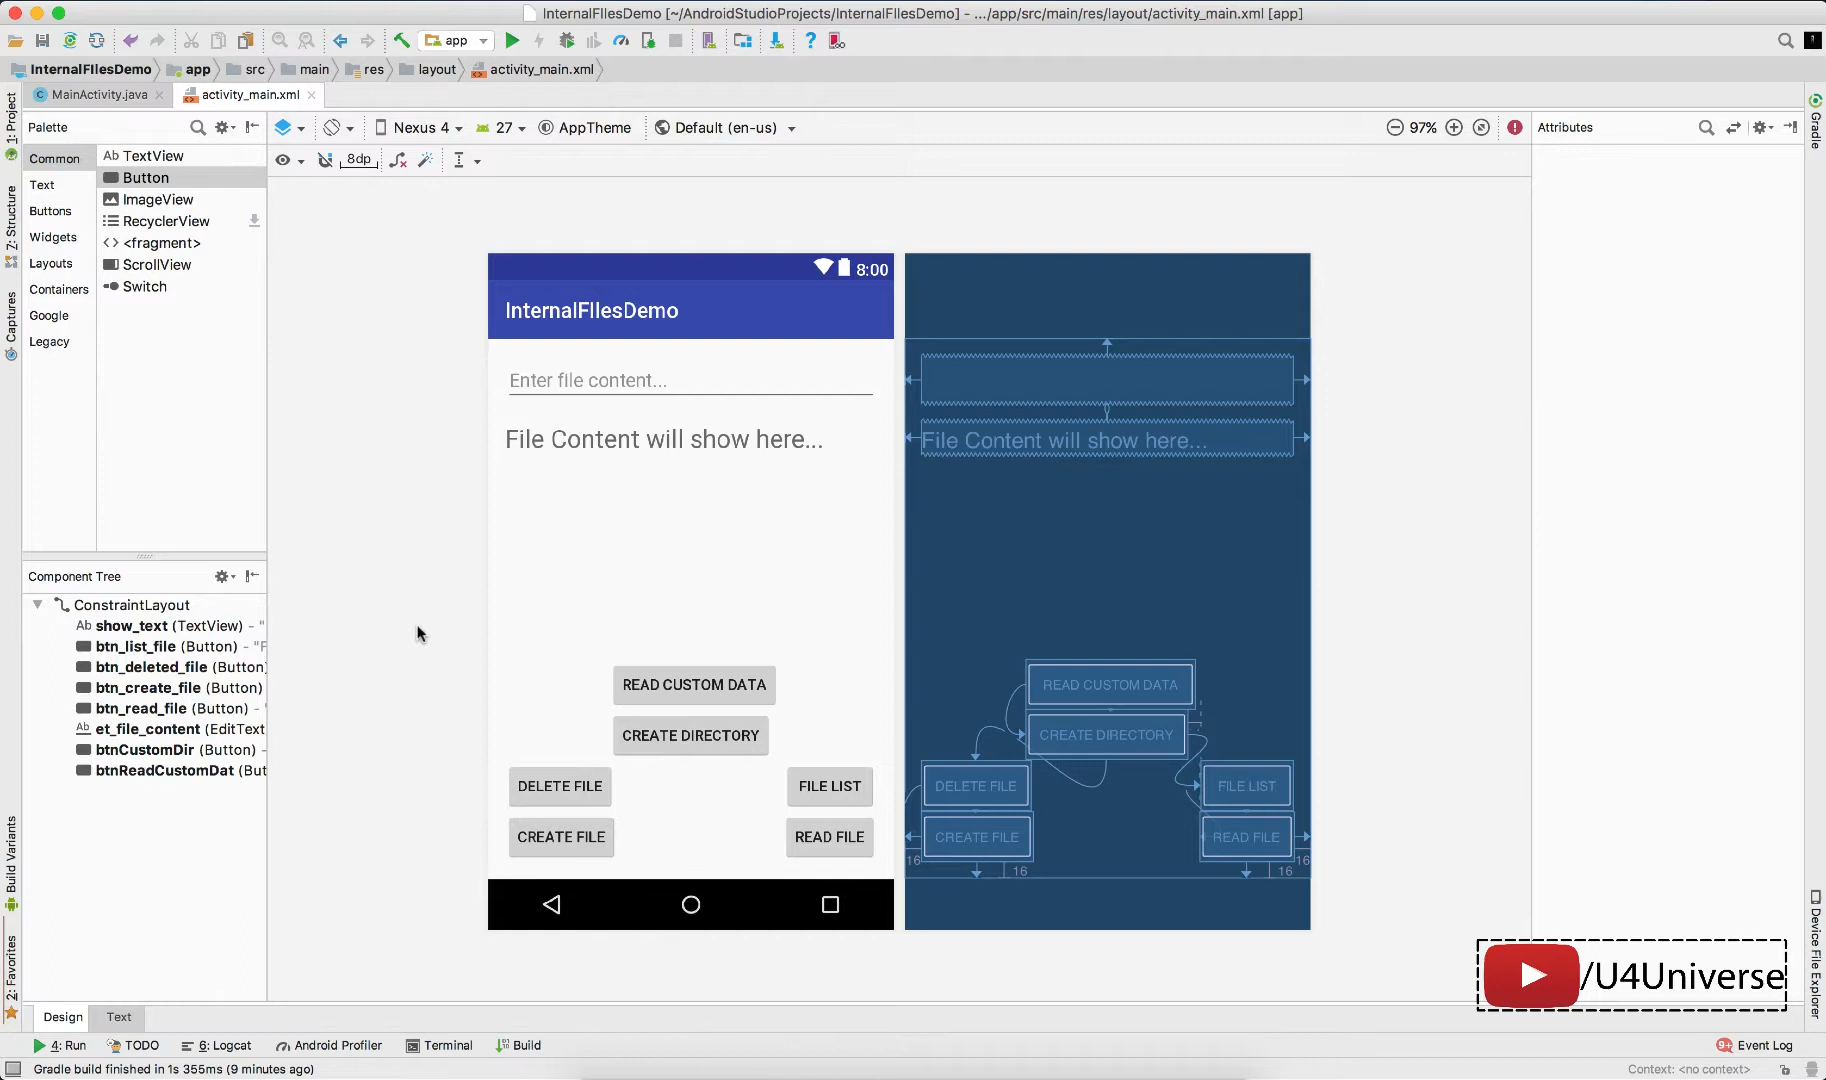 InternalFIlesDemo [~/AndroidStudioProjects/InternalFIlesDemo] - .../app/src/main/res/layout/activity_main.xml [app]
app
InternalFIlesDemo
app
src
main
res
layout
activity_main.xml
MainActivity.java
activity_main.xml
1: Project
Z: Structure
Captures
Build Variants
2: Favorites
Palette
Common
Text
Buttons
Widgets
Layouts
Containers
Google
Legacy
Ab TextView
Button
ImageView
RecyclerView
<fragment>
ScrollView
Switch
Nexus 4
27
AppTheme
Default (en-us)
97%
8dp
Attributes
Gradle
Device File Explorer
Component Tree
ConstraintLayout
Ab show_text (TextView) - "
btn_list_file (Button) - "F
btn_deleted_file (Button)
btn_create_file (Button)
btn_read_file (Button) - "
Ab et_file_content (EditText
btnCustomDir (Button) -
btnReadCustomDat (But
8:00
InternalFIlesDemo
Enter file content...
File Content will show here...
READ CUSTOM DATA
CREATE DIRECTORY
DELETE FILE
FILE LIST
CREATE FILE
READ FILE
File Content will show here...
READ CUSTOM DATA
CREATE DIRECTORY
DELETE FILE
FILE LIST
CREATE FILE
READ FILE
16
16
16
16
/U4Universe
Design
Text
4: Run
TODO
6: Logcat
Android Profiler
Terminal
Build
9+ Event Log
Gradle build finished in 1s 355ms (9 minutes ago)
Context: <no context>